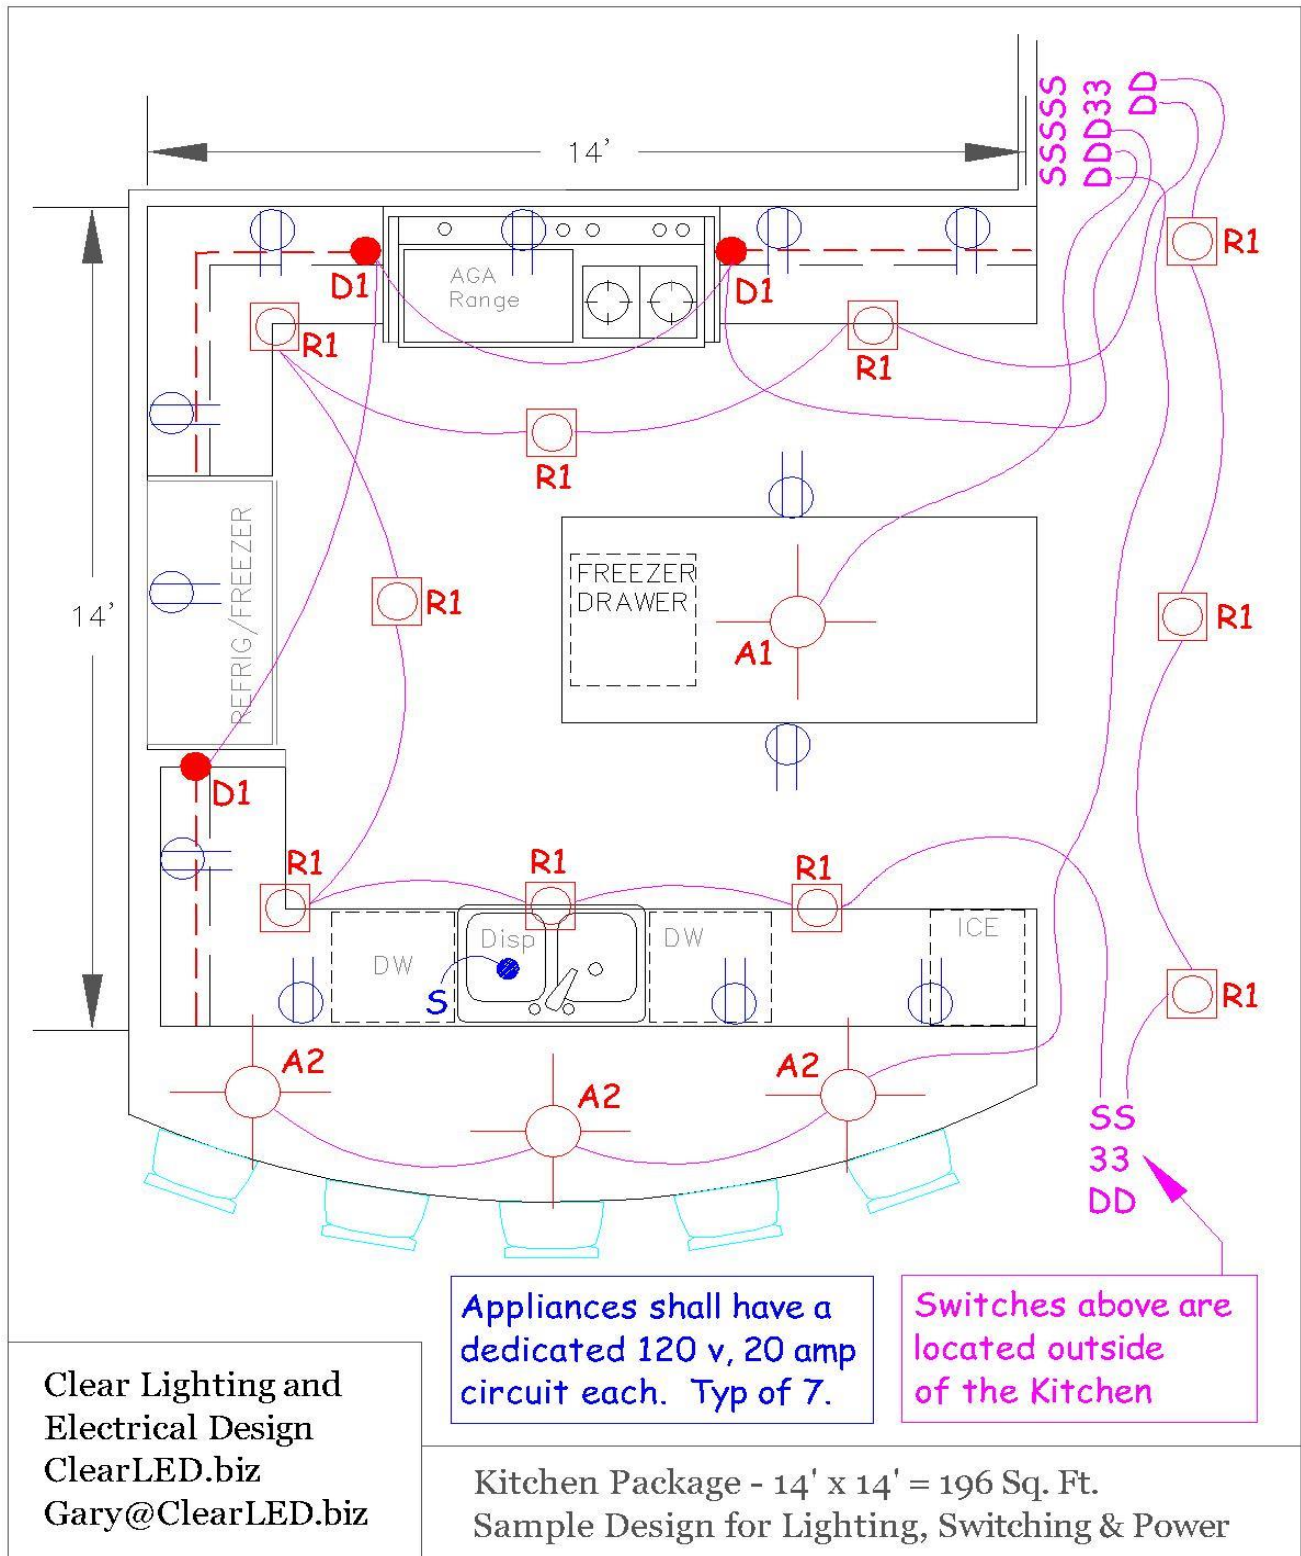 14'
SSSSS
DDD33
DD
R1
D1
AGA
Range
D1
R1
R1
R1
14'
REFRIG/FREEZER
FREEZER
DRAWER
R1
R1
A1
D1
R1
R1
R1
Disp
DW
DW
ICE
S
R1
A2
A2
A2
SS
33
DD
Appliances shall have a
dedicated 120 v, 20 amp
circuit each. Typ of 7.
Switches above are
located outside
of the Kitchen
Clear Lighting and
Electrical Design
ClearLED.biz
Gary@ClearLED.biz
Kitchen Package - 14' x 14' = 196 Sq. Ft.
Sample Design for Lighting, Switching & Power